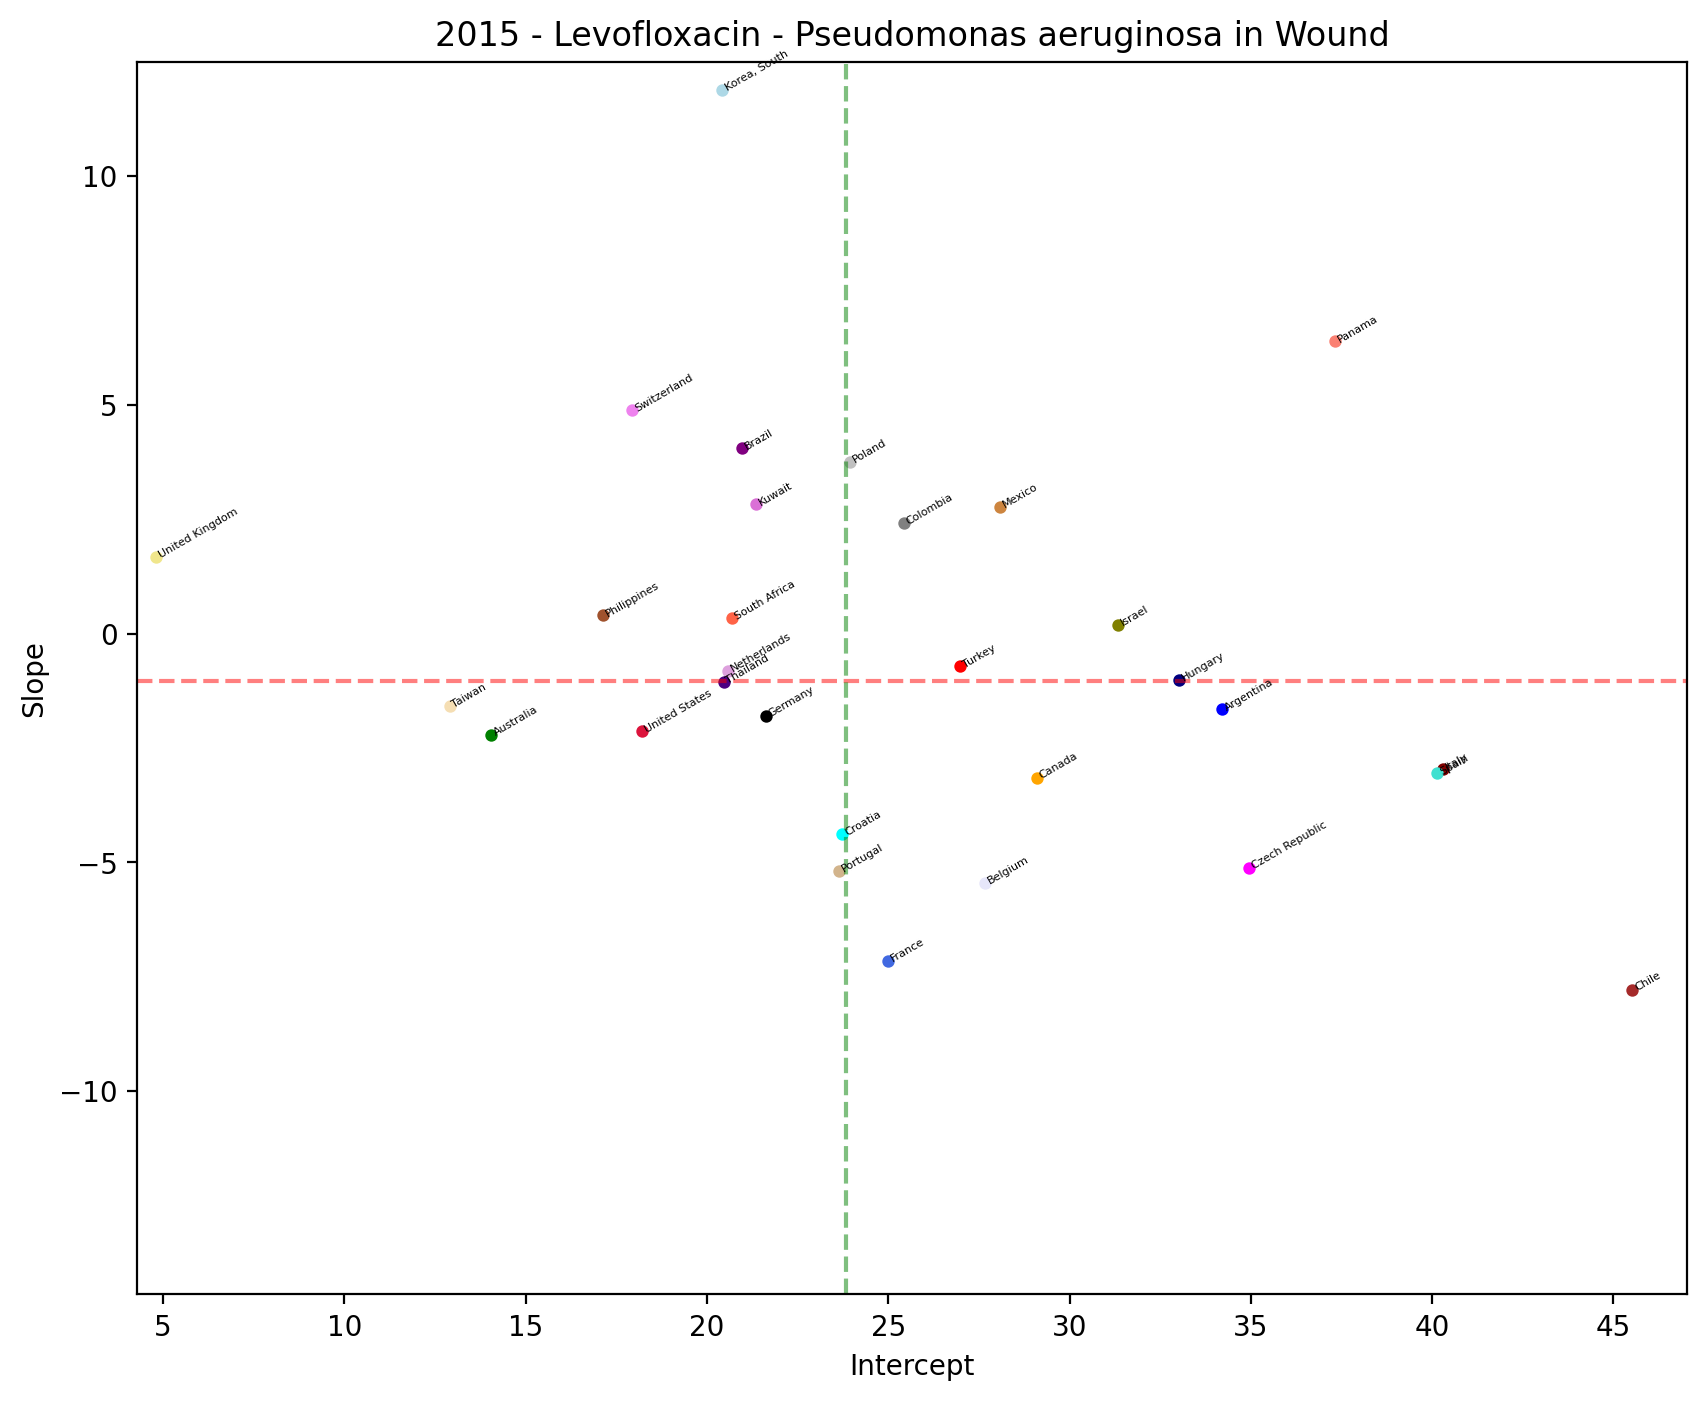 2015 - Levofloxacin - Pseudomonas aeruginosa in Wound
Korea, South
10
Panama
Switzerland
5
Brazil
Poland
Kuwait
Mexico
Colombia
United Kingdom
Philippines
South Africa
Israel
0
Netherlands
Turkey
Thailand
Hungary
Taiwan
United States
Germany
Argentina
Australia
Canada
Italy
Croatia
Portugal
Czech Republic
−5
Belgium
France
Chile
−10
Slope
5
10
15
20
25
30
35
40
45
Intercept